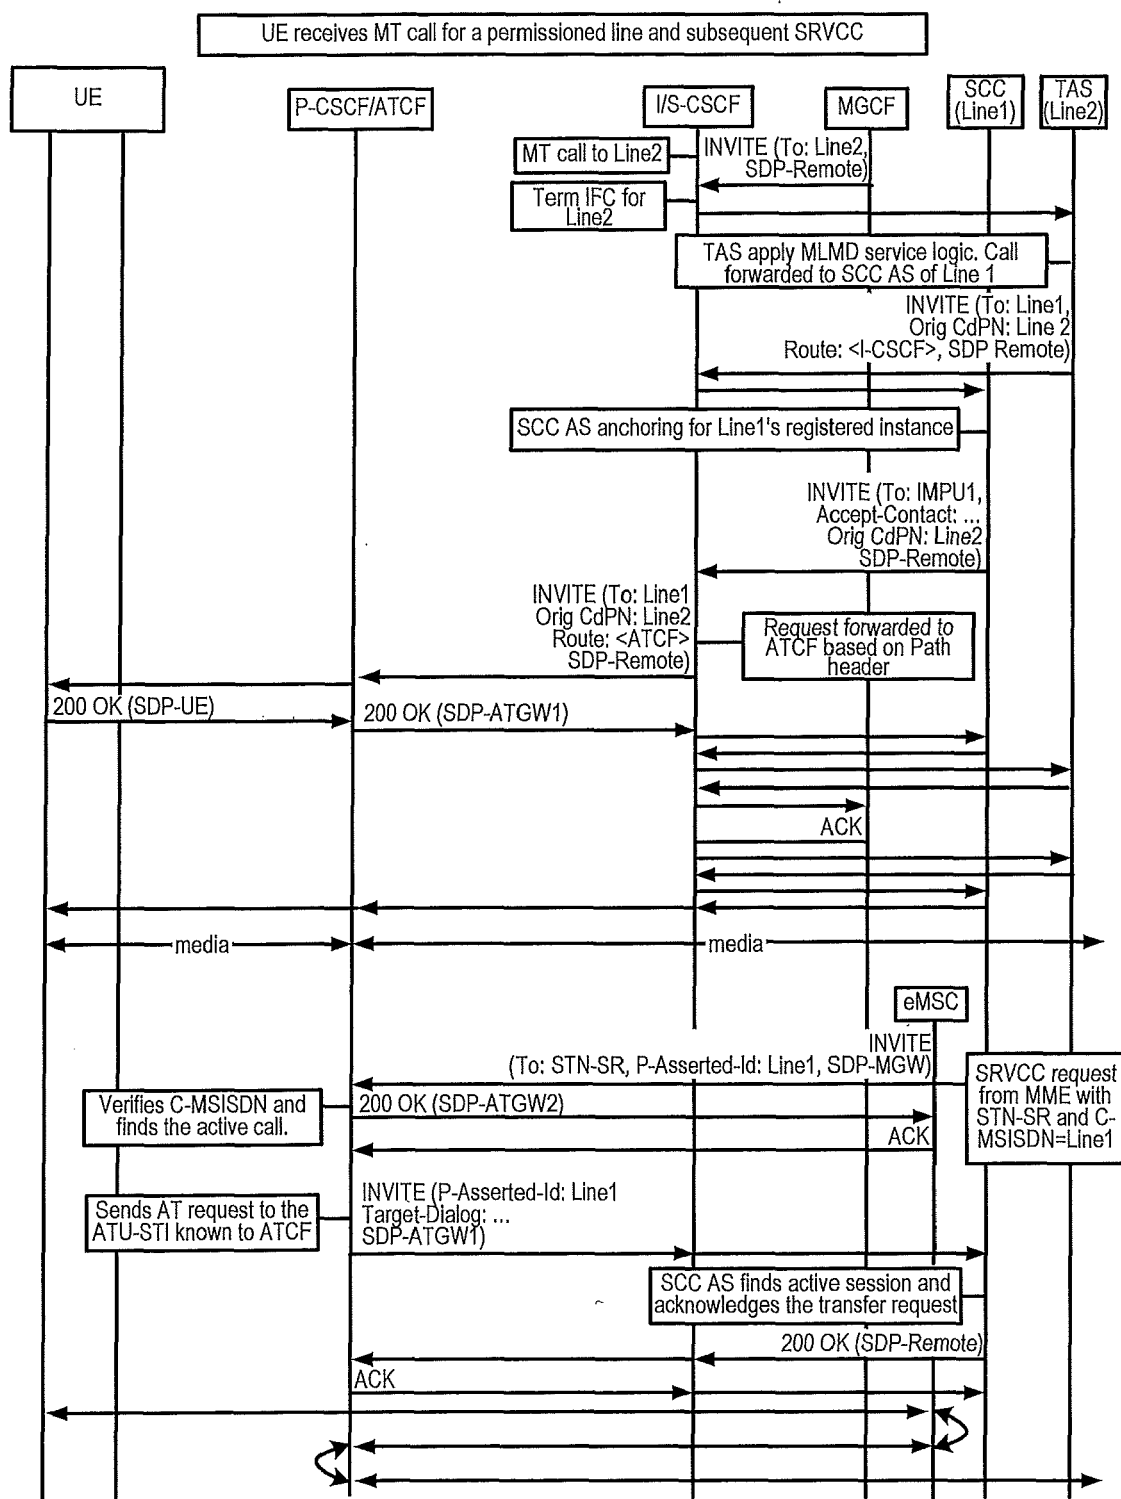 UE receives MT call for a permissioned line and subsequent SRVCC
UE
P-CSCF/ATCF
I/S-CSCF
MGCF
SCC
(Line1)
TAS
(Line2)
MT call to Line2
INVITE (To: Line2,
SDP-Remote)
Term IFC for
Line2
TAS apply MLMD service logic. Call
forwarded to SCC AS of Line 1
INVITE (To: Line1,
Orig CdPN: Line 2
Route: <I-CSCF>, SDP Remote)
SCC AS anchoring for Line1's registered instance
INVITE (To: IMPU1,
Accept-Contact: ...
Orig CdPN: Line2
SDP-Remote)
INVITE (To: Line1
Orig CdPN: Line2
Route: <ATCF>
SDP-Remote)
Request forwarded to
ATCF based on Path
header
200 OK (SDP-UE)
200 OK (SDP-ATGW1)
ACK
media
media
eMSC
INVITE
(To: STN-SR, P-Asserted-Id: Line1, SDP-MGW)
SRVCC request
from MME with
STN-SR and C-
MSISDN=Line1
Verifies C-MSISDN and
finds the active call.
200 OK (SDP-ATGW2)
ACK
Sends AT request to the
ATU-STI known to ATCF
INVITE (P-Asserted-Id: Line1
Target-Dialog: ...
SDP-ATGW1)
SCC AS finds active session and
acknowledges the transfer request
200 OK (SDP-Remote)
ACK